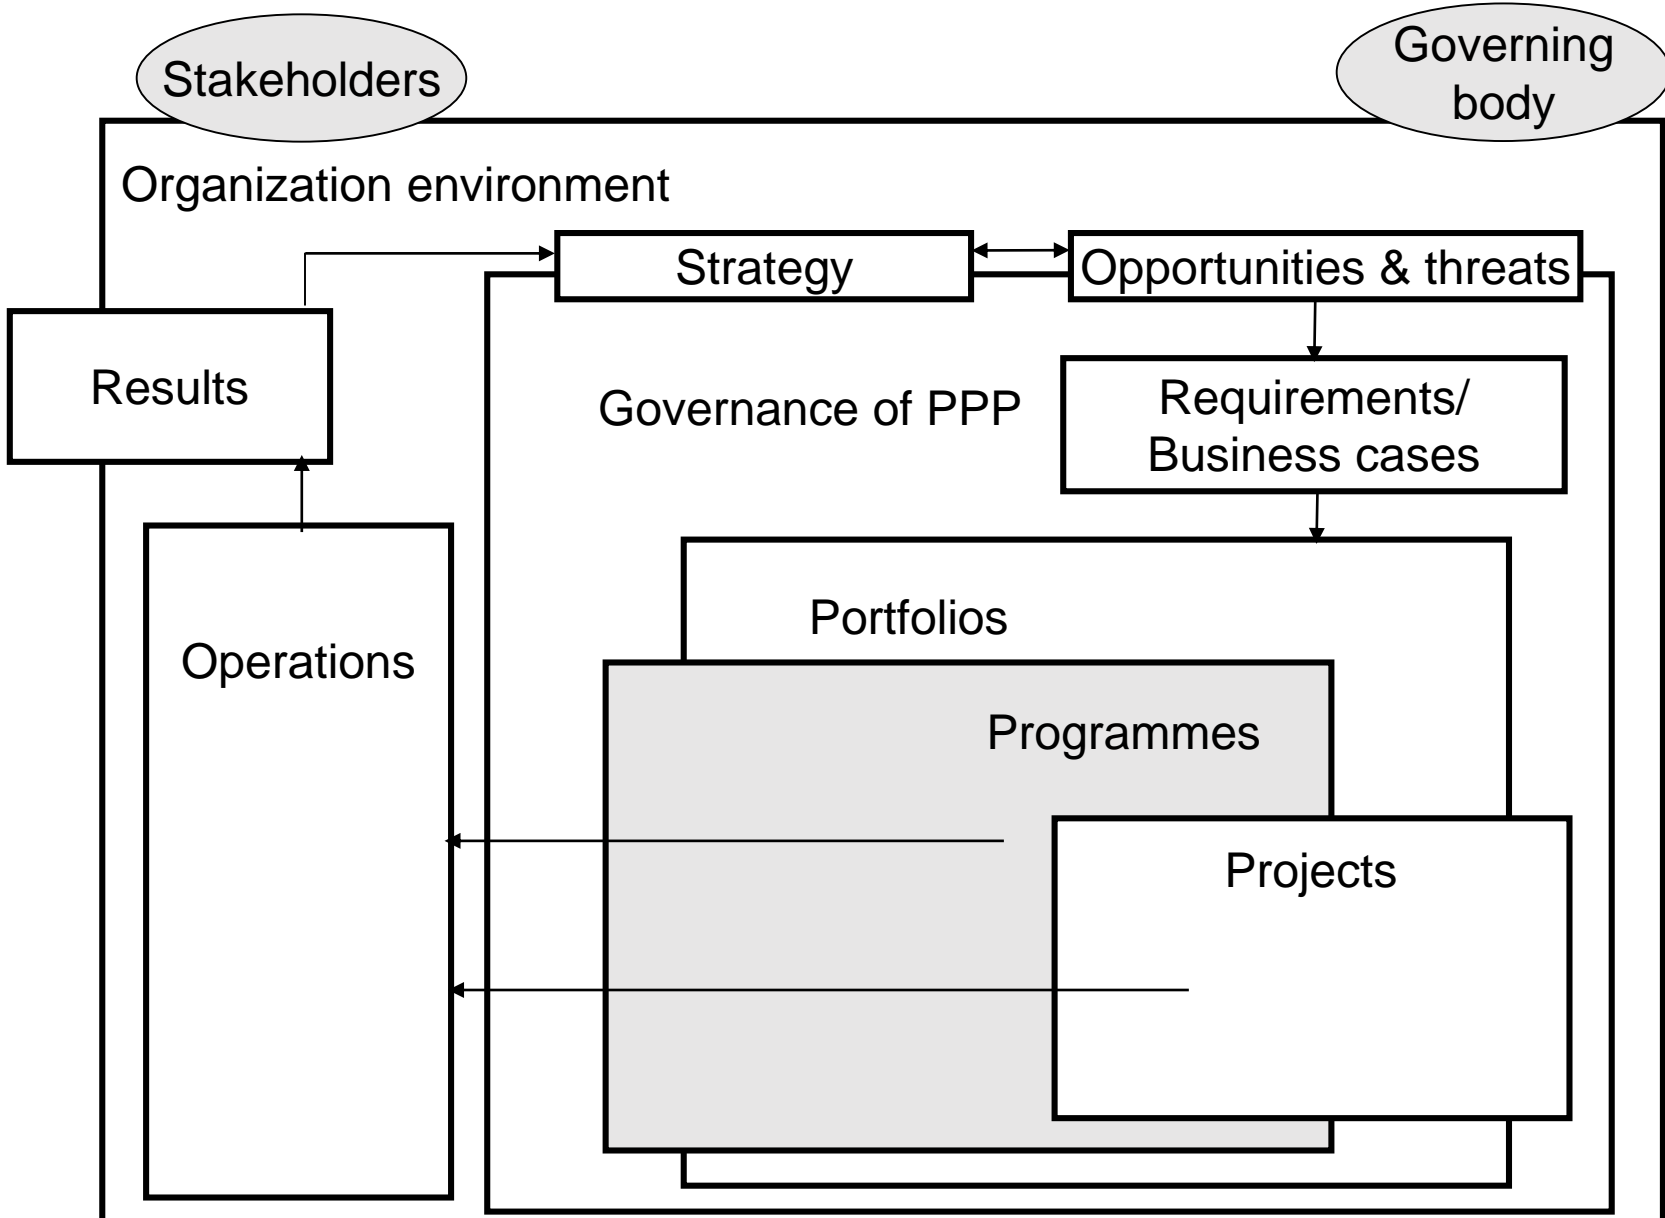 Stakeholders
Governing
body
Organization environment
Strategy
Opportunities & threats
Results
Governance of PPP
Requirements/
Business cases
Portfolios
Operations
Programmes
Projects